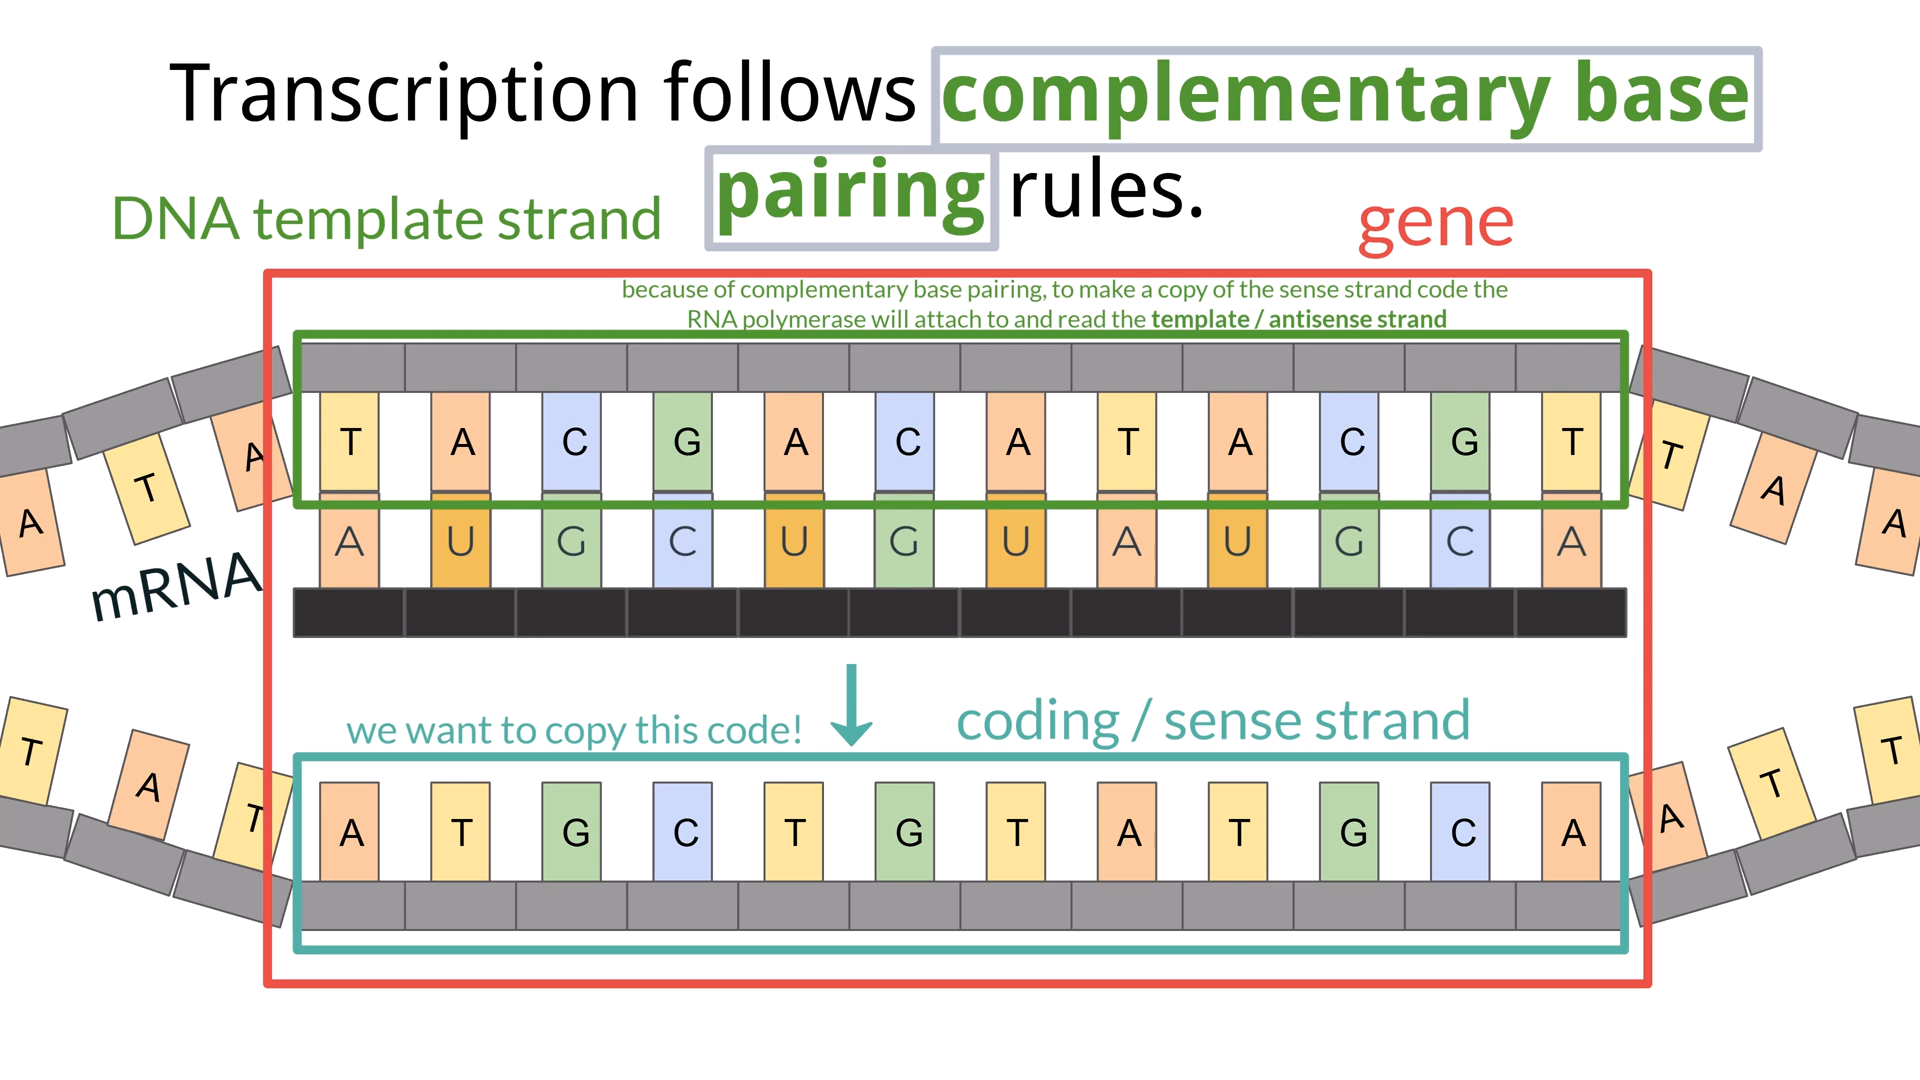 Transcription follows complementary base
pairing rules.
DNA template strand
gene
because of complementary base pairing, to make a copy of the sense strand code the
RNA polymerase will attach to and read the template / antisense strand
T A C G A C A T A C G T
A T A
T A A
A U G C U G U A U G C A
mRNA
we want to copy this code!
coding / sense strand
T A T
A T G C T G T A T G C A
A T T